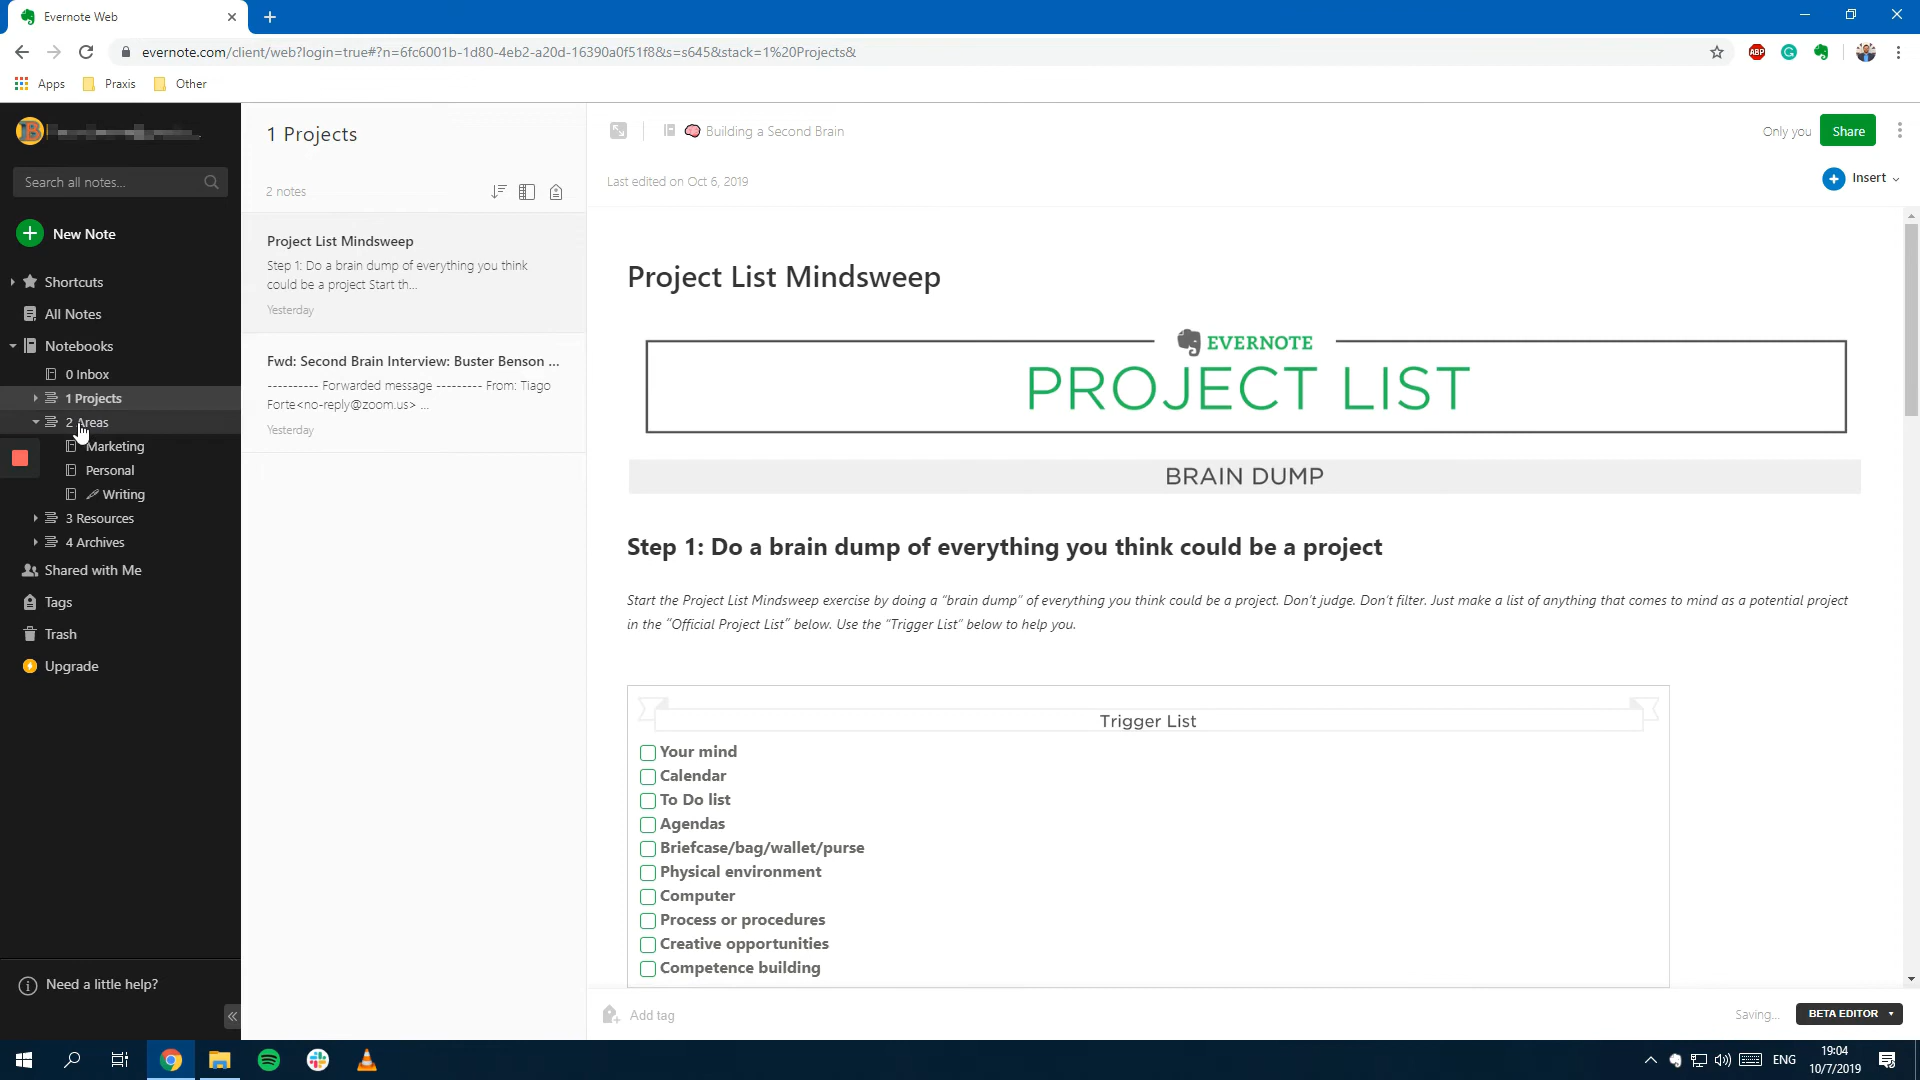 Evernote Web
evernote.com/client/web?login=true#?n=6fc6001b-1d80-4eb2-a20d-16390a0f51f8&s=s645&stack=1%20Projects&
ABP
Apps
Praxis
Other
Search all notes...
New Note
Shortcuts
All Notes
Notebooks
0 Inbox
1 Projects
2 Areas
Marketing
Personal
Writing
3 Resources
4 Archives
Shared with Me
Tags
Trash
Upgrade
Need a little help?
1 Projects
2 notes
Project List Mindsweep
Step 1: Do a brain dump of everything you think
could be a project Start th...
Yesterday
Fwd: Second Brain Interview: Buster Benson ...
---------- Forwarded message --------- From: Tiago
Forte<no-reply@zoom.us> ...
Yesterday
Building a Second Brain
Only you
Share
Last edited on Oct 6, 2019
Insert
Project List Mindsweep
EVERNOTE
PROJECT LIST
BRAIN DUMP
Step 1: Do a brain dump of everything you think could be a project
Start the Project List Mindsweep exercise by doing a “brain dump” of everything you think could be a project. Don’t judge. Don’t filter. Just make a list of anything that comes to mind as a potential project
in the “Official Project List” below. Use the “Trigger List” below to help you.
Trigger List
Your mind
Calendar
To Do list
Agendas
Briefcase/bag/wallet/purse
Physical environment
Computer
Process or procedures
Creative opportunities
Competence building
Add tag
Saving...
BETA EDITOR
ENG
19:04
10/7/2019